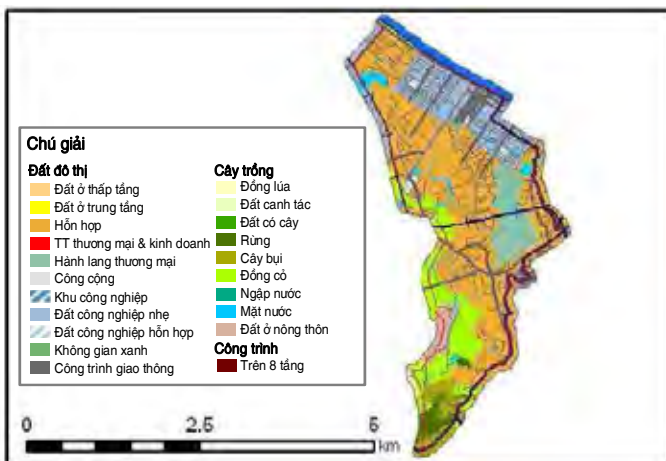 Chú giải
Đất đô thị
Đất ở thấp tầng
Đất ở trung tầng
Hỗn hợp
TT thương mại & kinh doanh
Hành lang thương mại
Công cộng
Khu công nghiệp
Đất công nghiệp nhẹ
Đất công nghiệp hỗn hợp
Không gian xanh
Công trình giao thông
Cây trồng
Đồng lúa
Đất canh tác
Đất có cây
Rừng
Cây bụi
Đồng cỏ
Ngập nước
Mặt nước
Đất ở nông thôn
Công trình
Trên 8 tầng
0 2.5 5
km